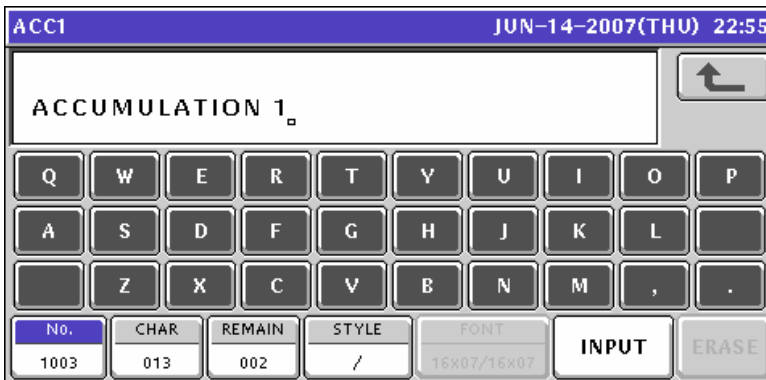 ACC1 JUN-14-2007(THU) 22:55
ACCUMULATION 1
Q W E R T Y U I O P
A S D F G H J K L
Z X C V B N M , .
No. CHAR REMAIN STYLE FONT INPUT ERASE
1003 013 002 / 16x07/16x07